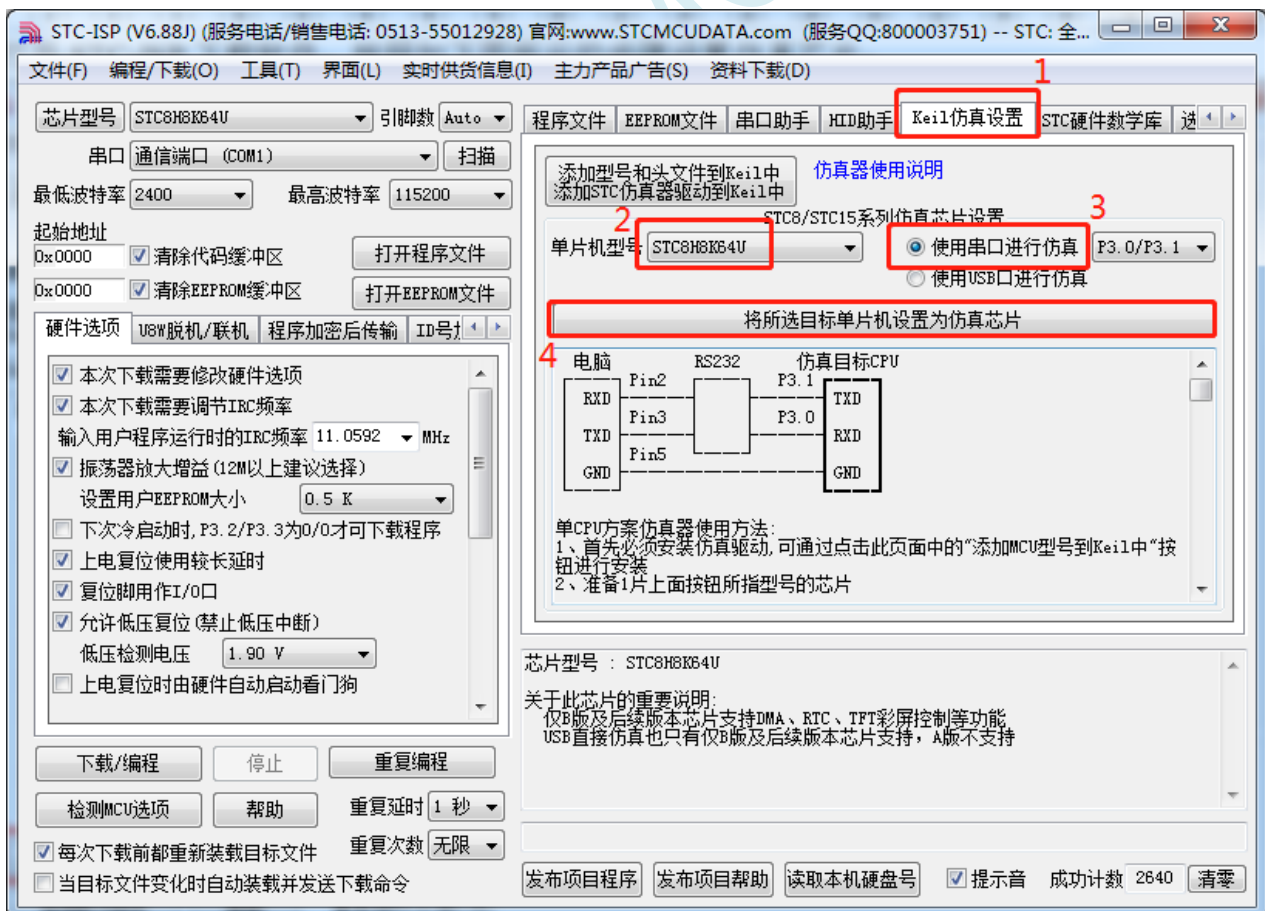 STC-ISP (V6.88J) (服务电话/销售电话: 0513-55012928) 官网:www.STCMCUDATA.com (服务QQ:800003751) -- STC: 全...
文件(F) 编程/下载(O) 工具(T) 界面(L) 实时供货信息(I) 主力产品广告(S) 资料下载(D)
1
芯片型号 STC8H8K64U 引脚数 Auto
串口 通信端口 (COM1) 扫描
最低波特率 2400 最高波特率 115200
起始地址
0x0000 清除代码缓冲区 打开程序文件
0x0000 清除EEPROM缓冲区 打开EEPROM文件
硬件选项 U8W脱机/联机 程序加密后传输 ID号
本次下载需要修改硬件选项
本次下载需要调节IRC频率
输入用户程序运行时的IRC频率 11.0592 MHz
振荡器放大增益(12M以上建议选择)
设置用户EEPROM大小 0.5 K
下次冷启动时,P3.2/P3.3为0/0才可下载程序
上电复位使用较长延时
复位脚用作I/O口
允许低压复位(禁止低压中断)
低压检测电压 1.90 V
上电复位时由硬件自动启动看门狗
下载/编程 停止 重复编程
检测MCU选项 帮助 重复延时 1 秒
每次下载前都重新装载目标文件 重复次数 无限
当目标文件变化时自动装载并发送下载命令
程序文件 EEPROM文件 串口助手 HID助手 Keil仿真设置 STC硬件数学库 选
添加型号和头文件到Keil中
添加STC仿真器驱动到Keil中
仿真器使用说明
STC8/STC15系列仿真芯片设置
2
3
单片机型号 STC8H8K64U 使用串口进行仿真 P3.0/P3.1
使用USB口进行仿真
将所选目标单片机设置为仿真芯片
4
电脑 RS232 仿真目标CPU
Pin2 P3.1
RXD TXD
Pin3 P3.0
TXD RXD
Pin5
GND GND
单CPU方案仿真器使用方法:
1、首先必须安装仿真驱动,可通过点击此页面中的"添加MCU型号到Keil中"按
钮进行安装
2、准备1片上面按钮所指型号的芯片
芯片型号 : STC8H8K64U
关于此芯片的重要说明:
仅B版及后续版本芯片支持DMA、RTC、TFT彩屏控制等功能
USB直接仿真也只有仅B版及后续版本芯片支持，A版不支持
发布项目程序 发布项目帮助 读取本机硬盘号 提示音 成功计数 2640 清零